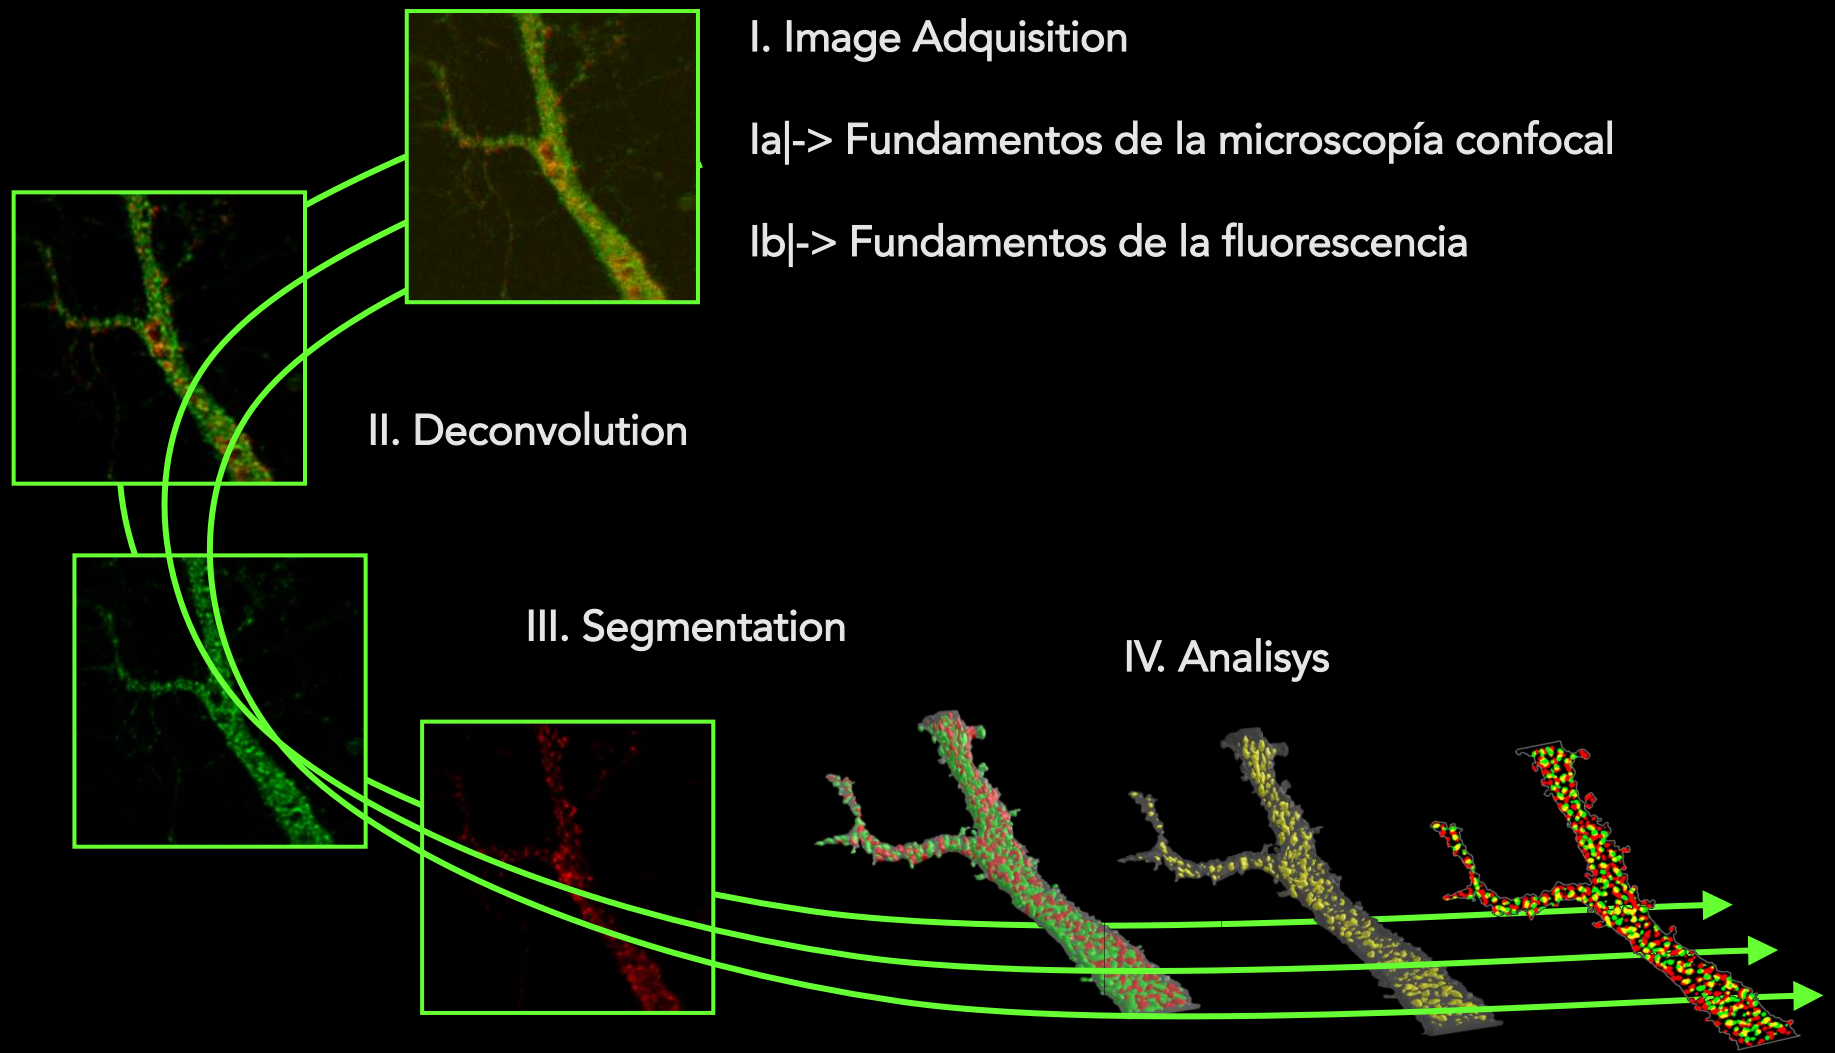 I. Image Adquisition
Ia|-> Fundamentos de la microscopía confocal
Ib|-> Fundamentos de la fluorescencia
II. Deconvolution
III. Segmentation
IV. Analisys